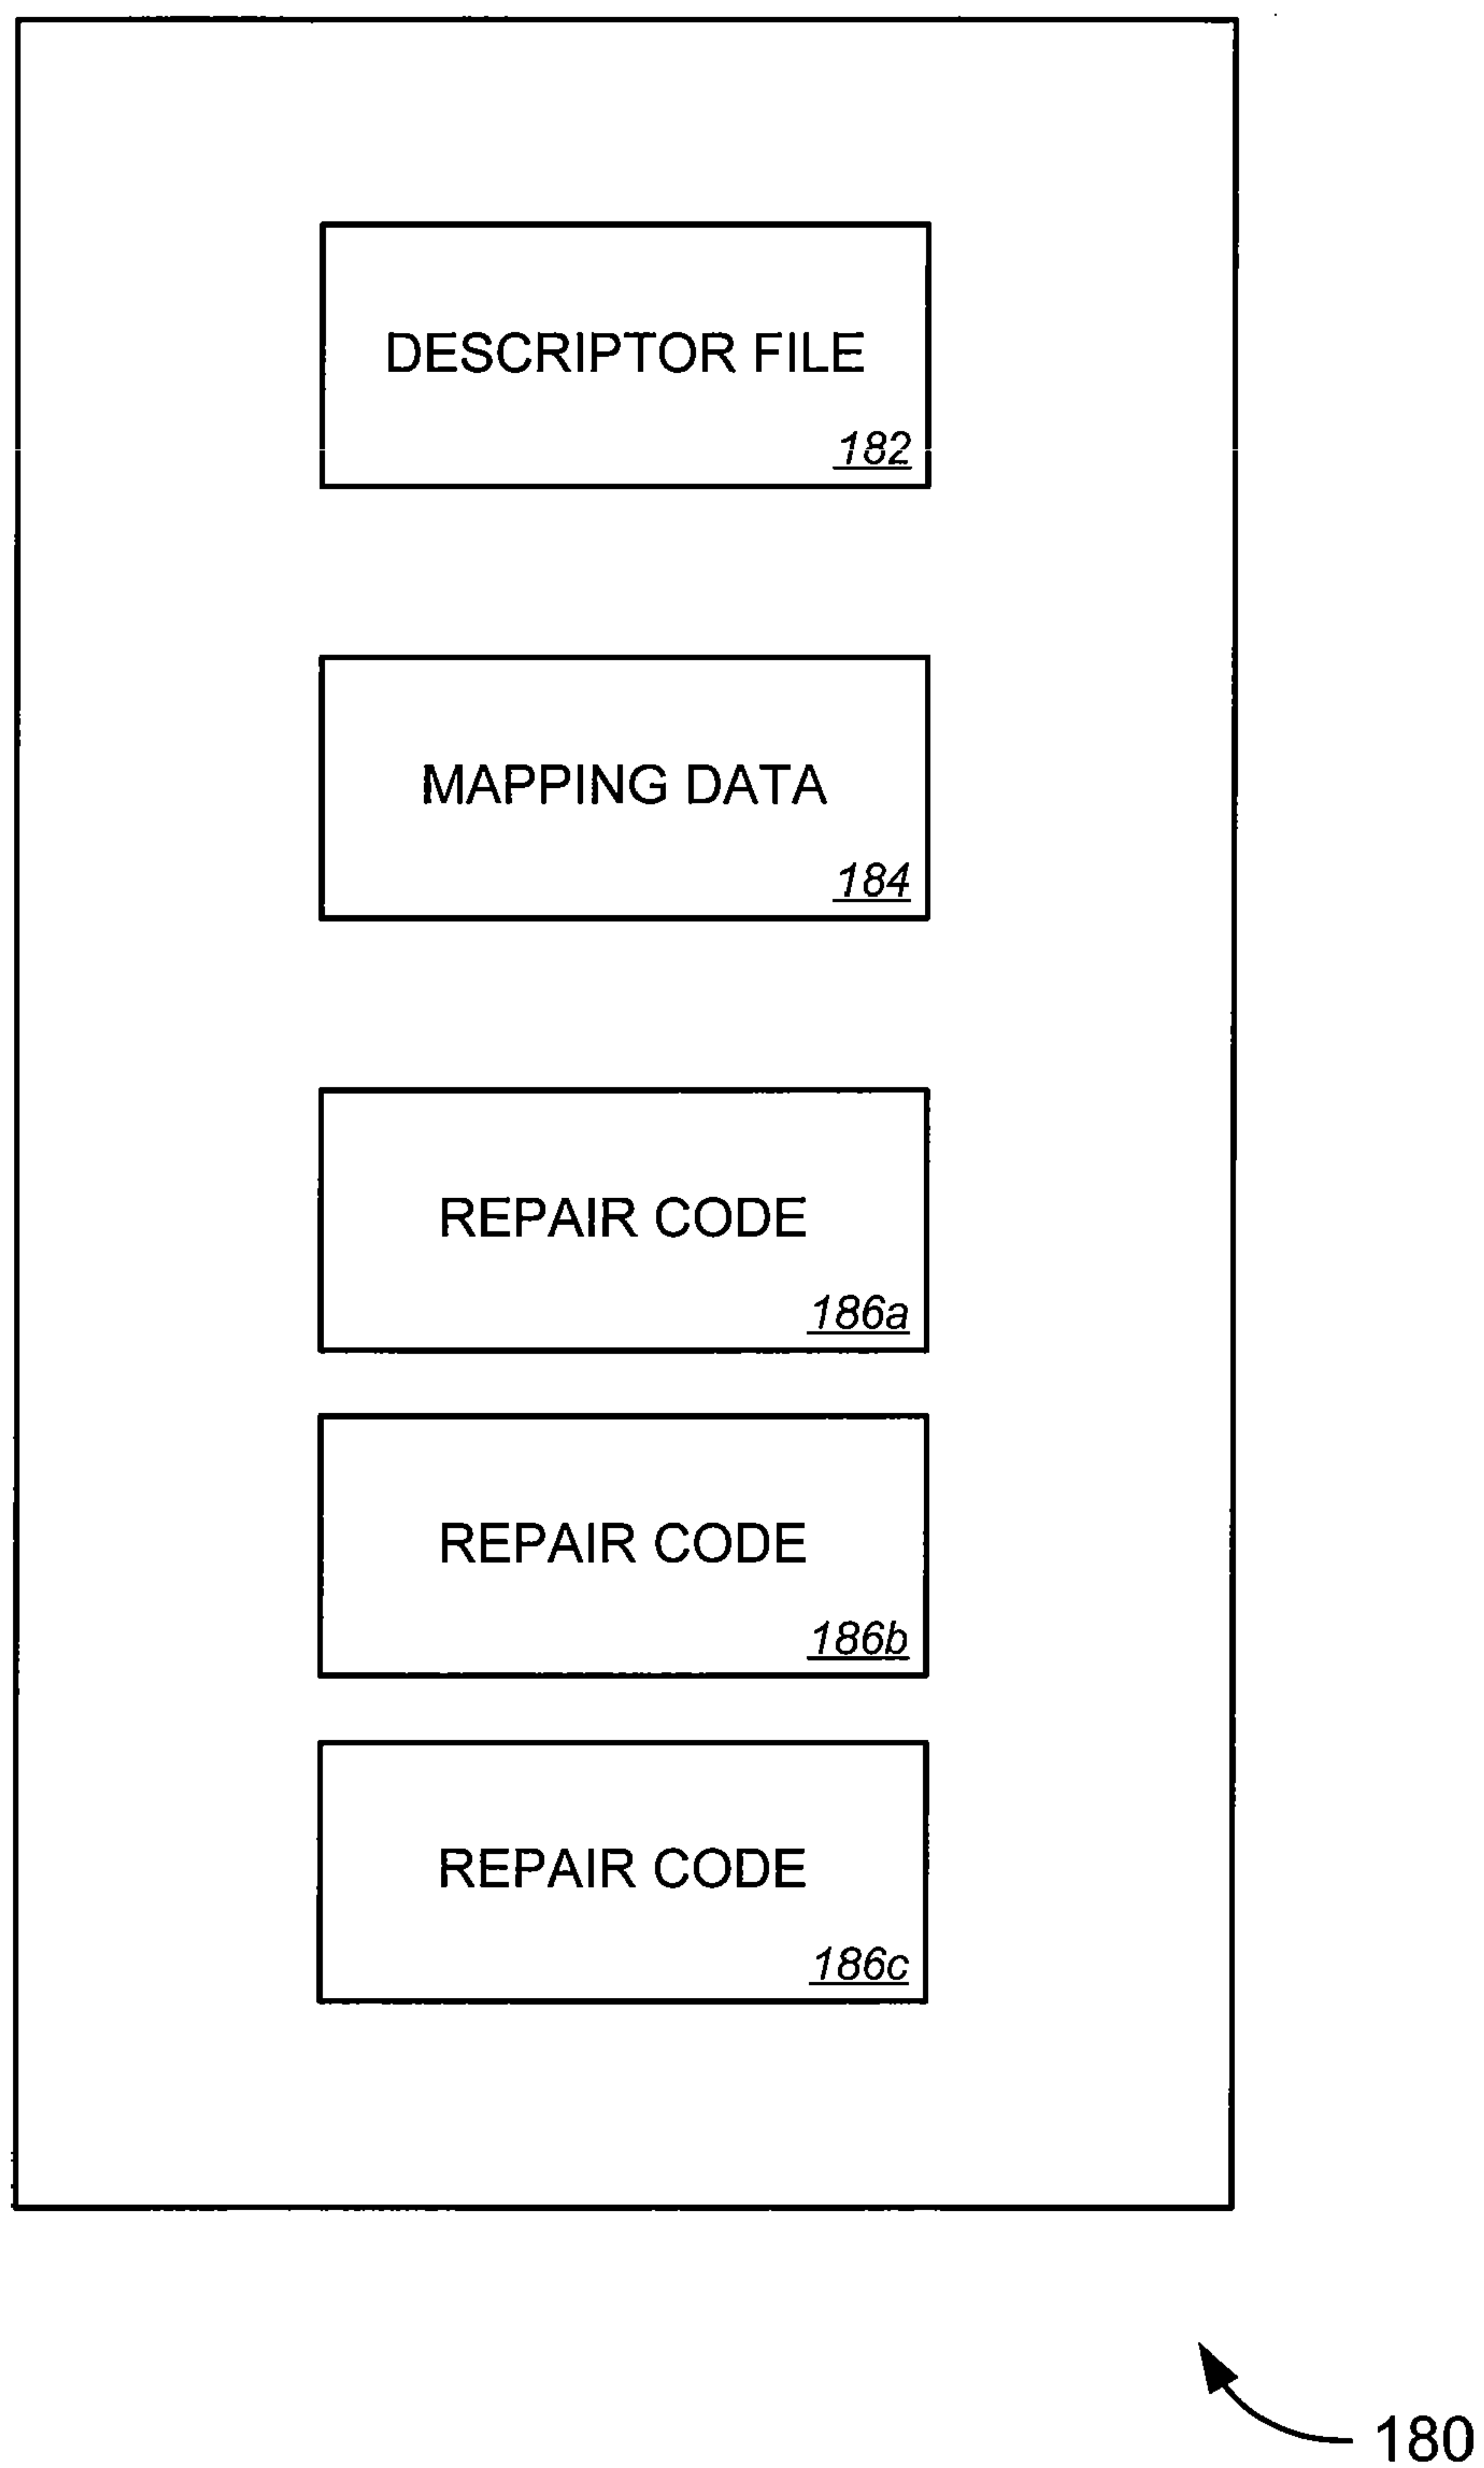 DESCRIPTOR FILE
182
MAPPING DATA
184
REPAIR CODE
186a
REPAIR CODE
186b
REPAIR CODE
186c
180